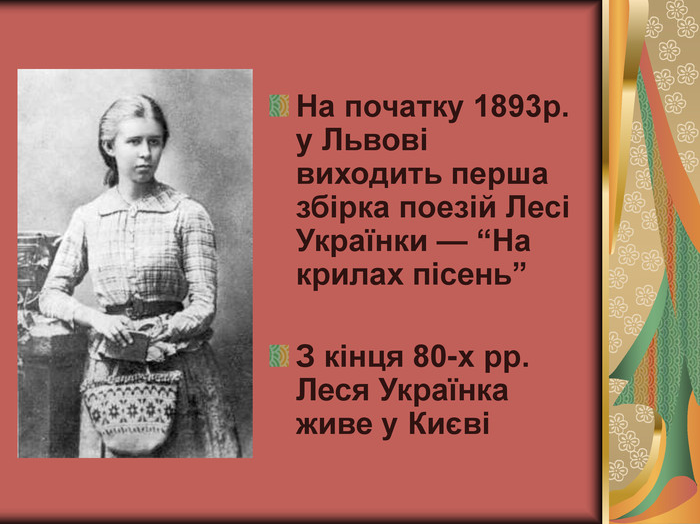 На початку 1893р.
у Львові
виходить перша
збірка поезій Лесі
Українки — “На
крилах пісень”
З кінця 80-х рр.
Леся Українка
живе у Києві